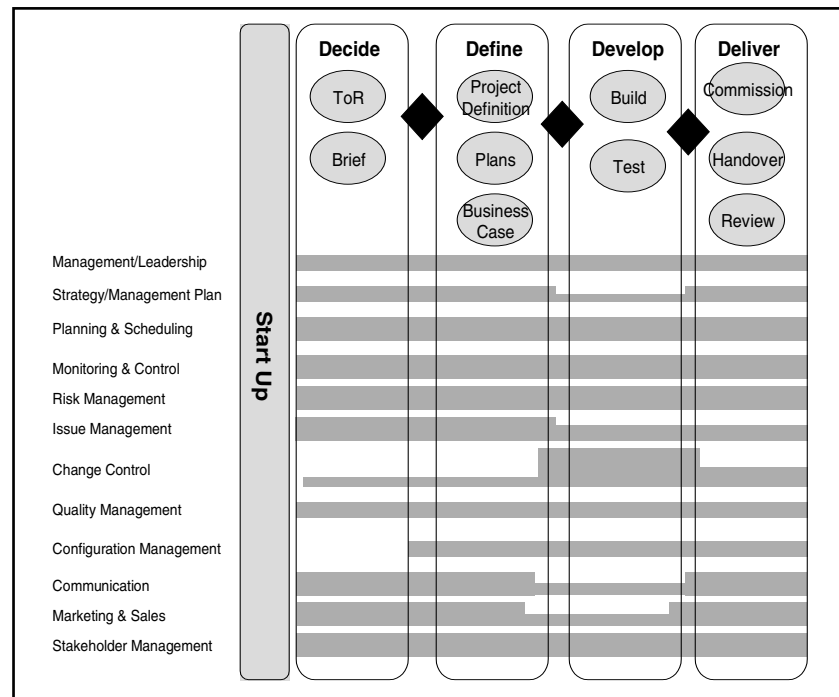 Decide
Define
Develop
Deliver
ToR
Brief
Project
Definition
Plans
Business
Case
Build
Test
Commission
Handover
Review
Start Up
Management/Leadership
Strategy/Management Plan
Planning & Scheduling
Monitoring & Control
Risk Management
Issue Management
Change Control
Quality Management
Configuration Management
Communication
Marketing & Sales
Stakeholder Management